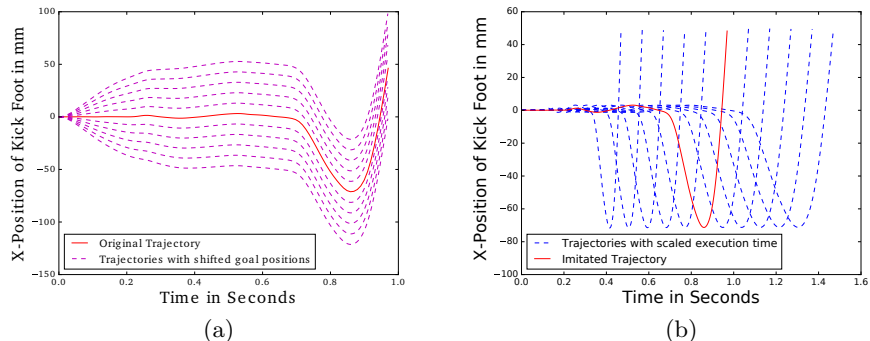 100
50
0
−50
−100
−150
0.0 0.2 0.4 0.6 0.8 1.0
X-Position of Kick Foot in mm
Time in Seconds
Original Trajectory
Trajectories with shifted goal positions
(a)
60
40
20
0
−20
−40
−60
−80
−100
0.0 0.2 0.4 0.6 0.8 1.0 1.2 1.4 1.6
X-Position of Kick Foot in mm
Time in Seconds
Trajectories with scaled execution time
Imitated Trajectory
(b)